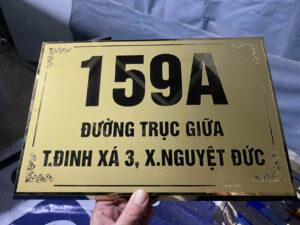 159A
ĐƯỜNG TRỤC GIỮA
T.ĐINH XÁ 3, X.NGUYỆT ĐỨC